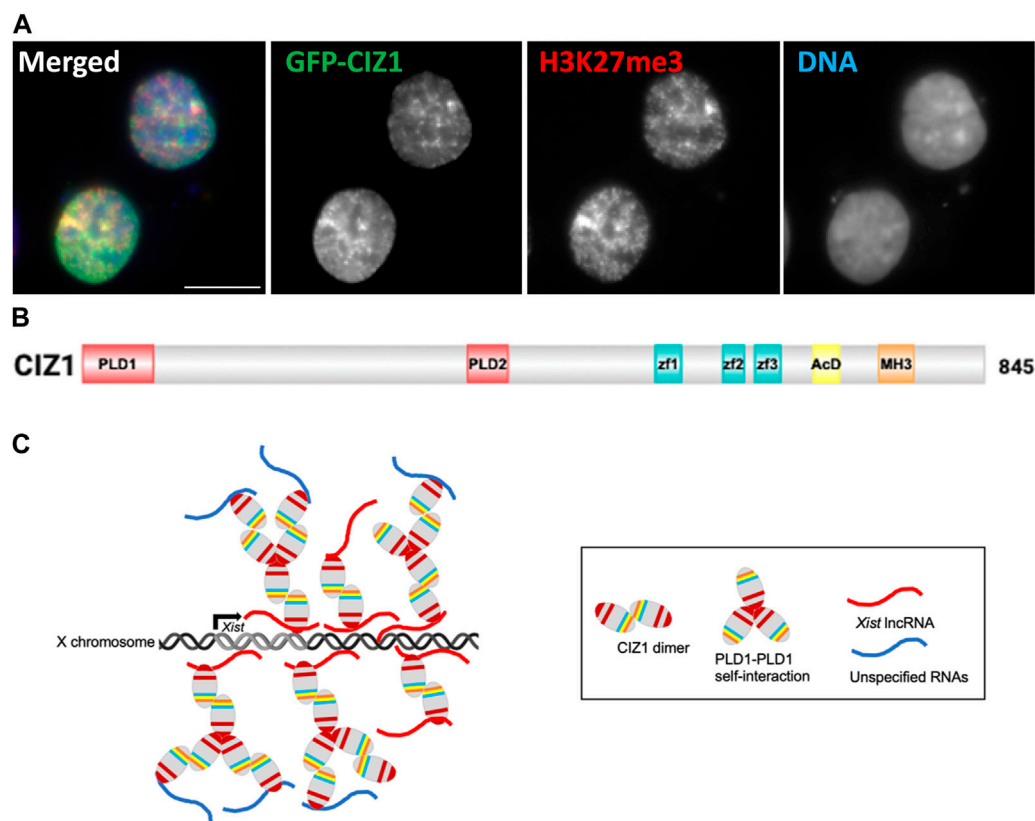 A
Merged
GFP-CIZ1
H3K27me3
DNA
B
CIZ1
PLD1
PLD2
zf1
zf2
zf3
AcD
MH3
845
C
Xist
X chromosome
CIZ1 dimer
PLD1-PLD1
self-interaction
Xist lncRNA
Unspecified RNAs